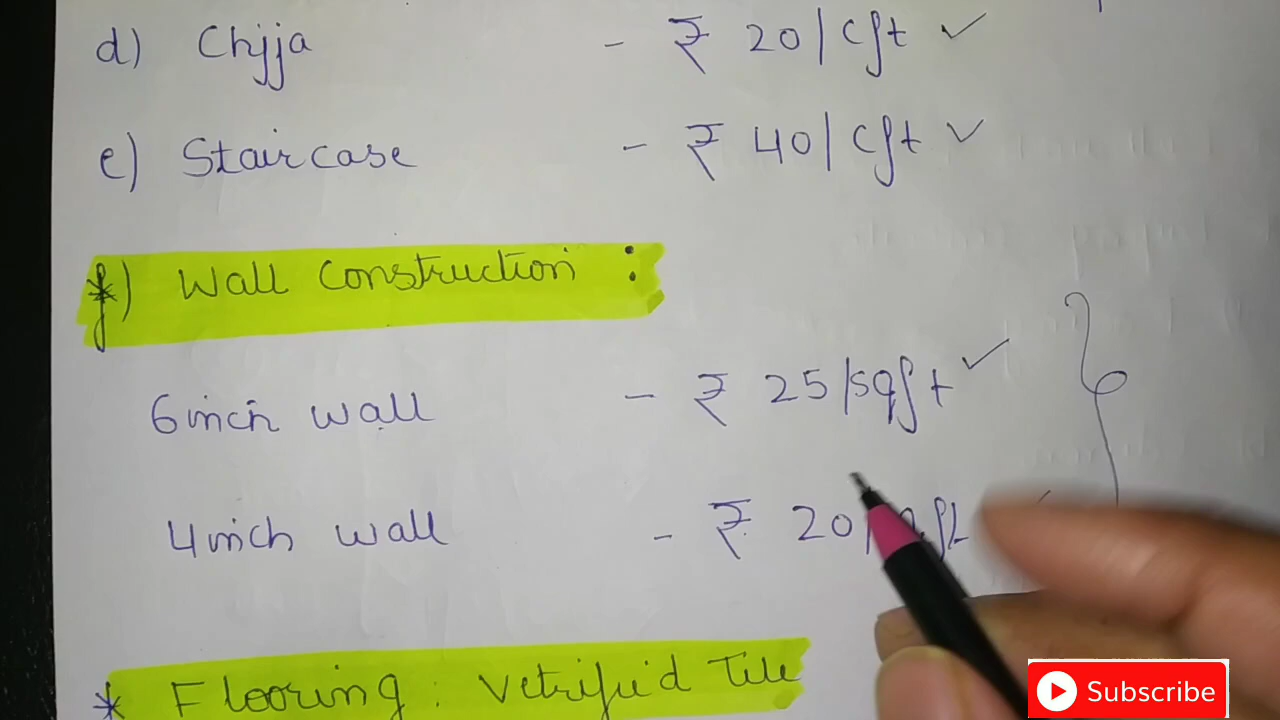 d) Chjja - ₹ 20/Cft ✓
e) Staircase - ₹ 40/Cft ✓
f) Wall Construction :
6inch wall - ₹ 25/sqft ✓
4inch wall - ₹ 20/
* Flooring : Vetrified Tile
Subscribe